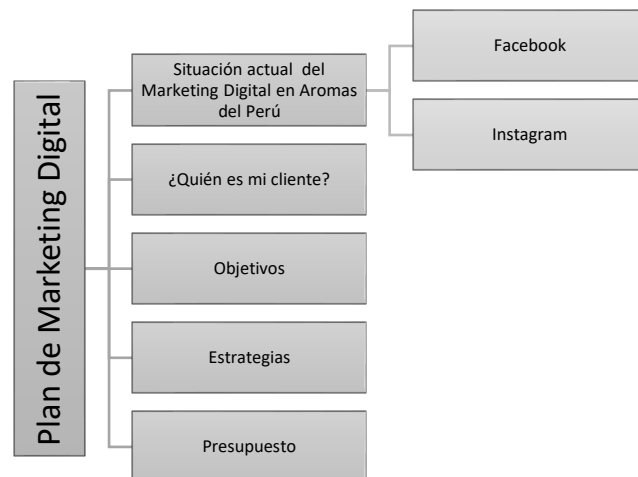 Plan de Marketing Digital
Situación actual del
Marketing Digital en Aromas
del Perú
Facebook
Instagram
¿Quién es mi cliente?
Objetivos
Estrategias
Presupuesto